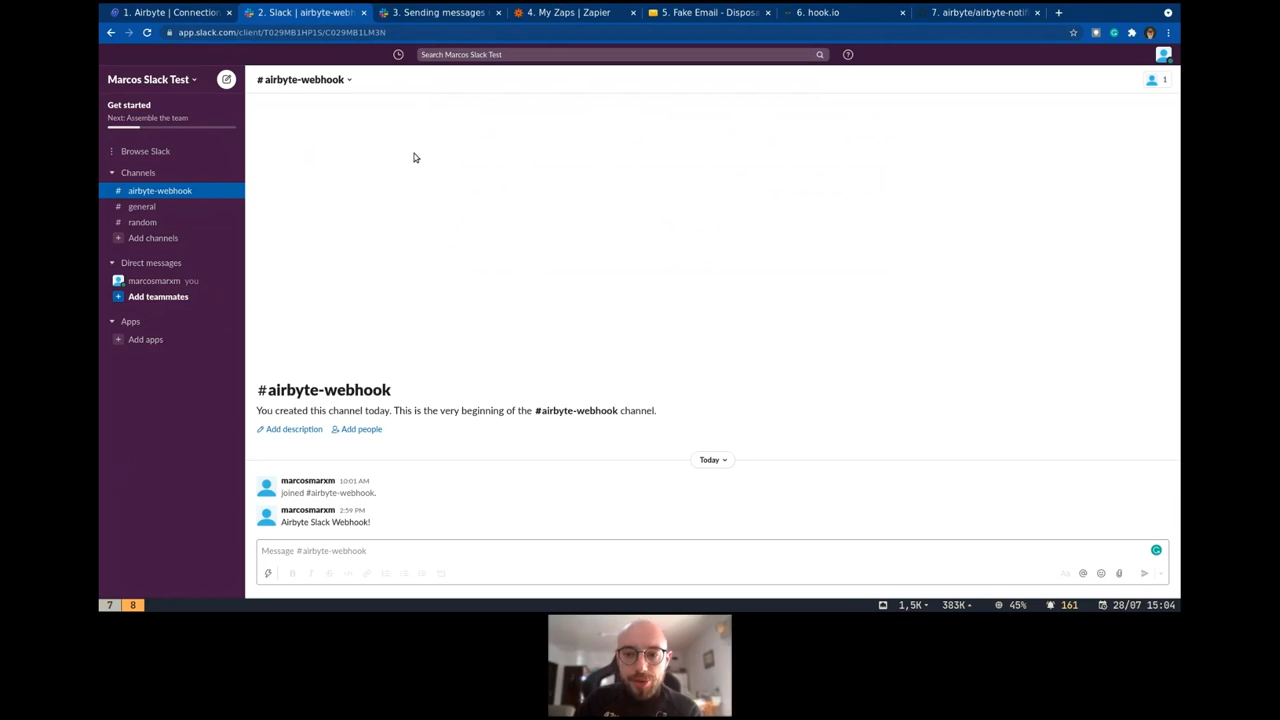 1. Airbyte | Connection
2. Slack | airbyte-webh
3. Sending messages
4. My Zaps | Zapier
5. Fake Email - Disposa
6. hook.io
7. airbyte/airbyte-notif
app.slack.com/client/T029MB1HP1S/C029MB1LM3N
Search Marcos Slack Test
Marcos Slack Test
# airbyte-webhook
1
Get started
Next: Assemble the team
Browse Slack
Channels
# airbyte-webhook
# general
# random
+ Add channels
Direct messages
marcosmarxm you
+ Add teammates
Apps
+ Add apps
#airbyte-webhook
You created this channel today. This is the very beginning of the #airbyte-webhook channel.
Add description Add people
Today
marcosmarxm 10:01 AM
joined #airbyte-webhook.
marcosmarxm 2:59 PM
Airbyte Slack Webhook!
Message #airbyte-webhook
7 8 1,5K 383K 45% 161 28/07 15:04